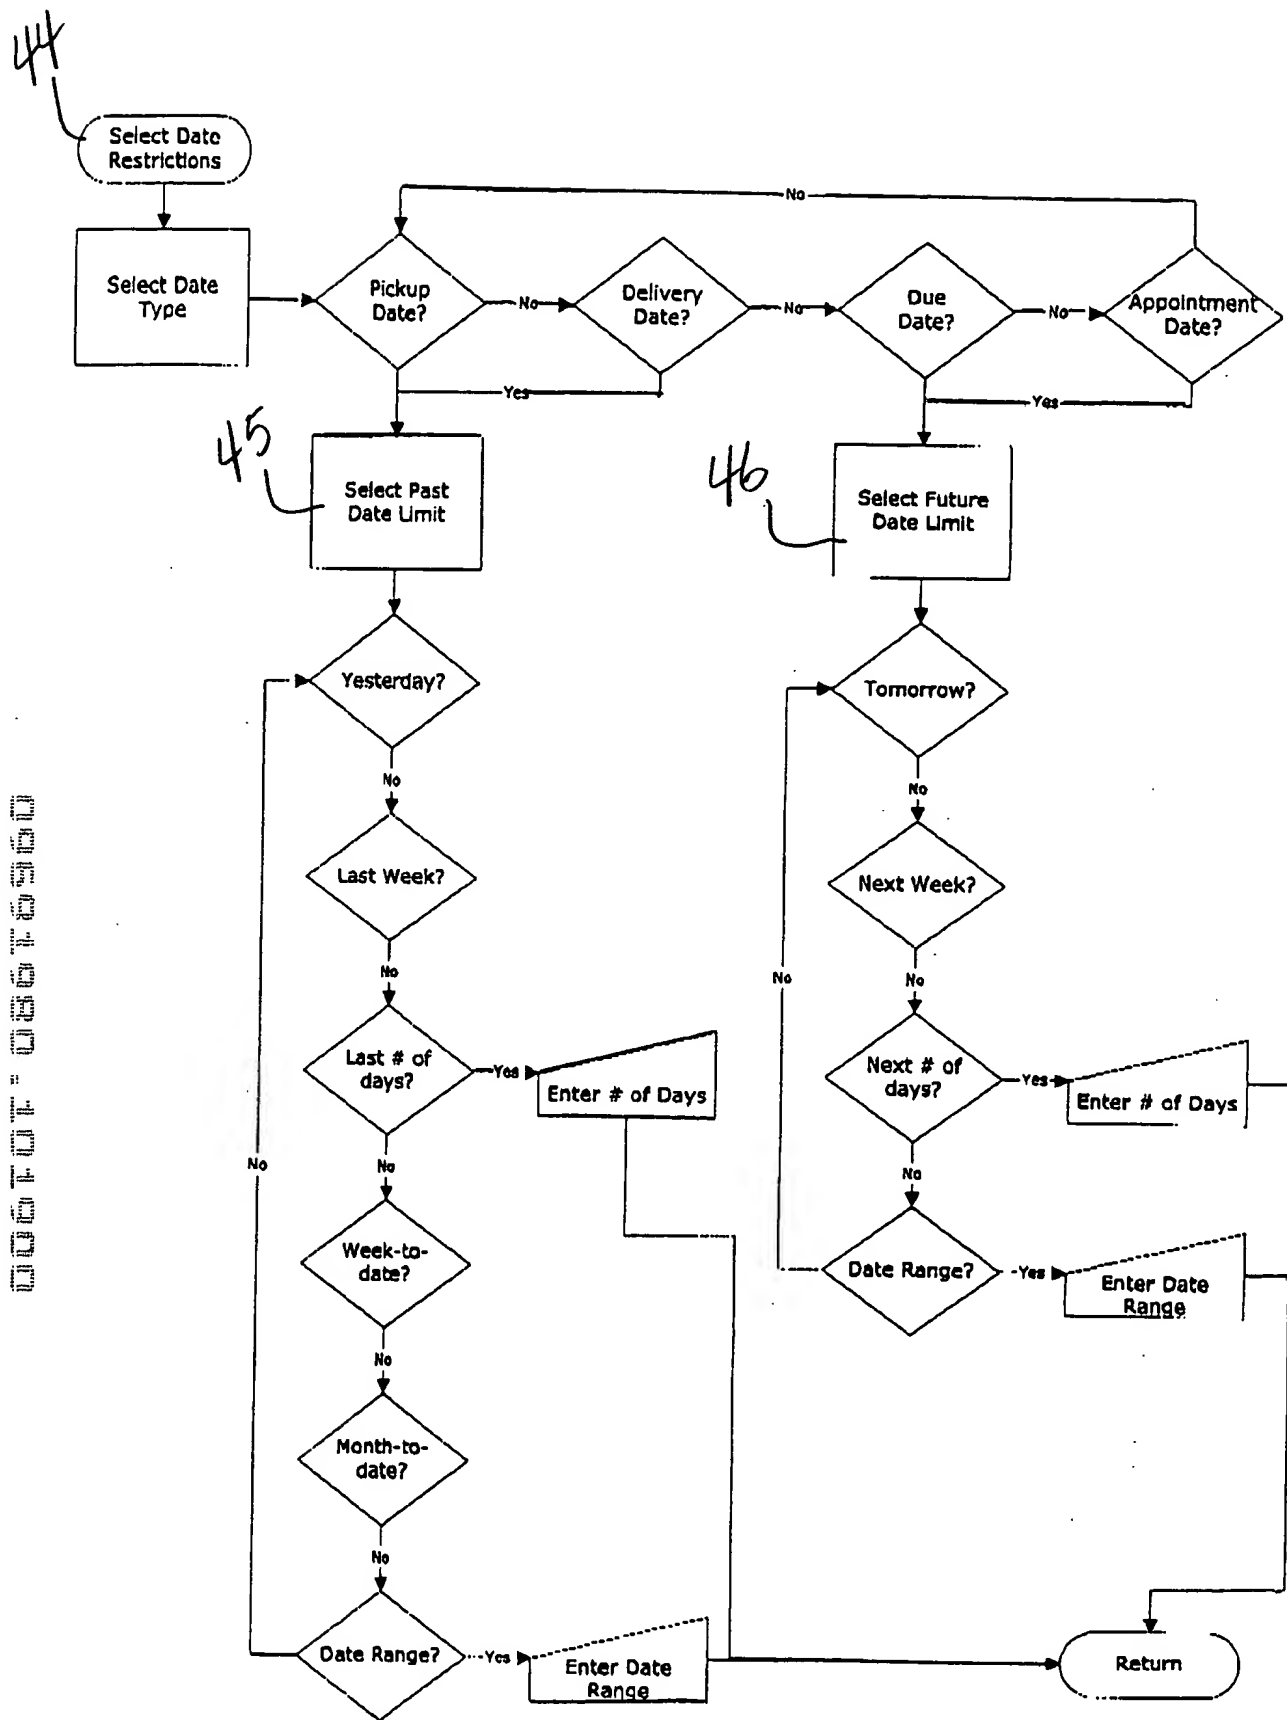 44
Select Date
Restrictions
No
Select Date
Type
Pickup
Date?
No
Delivery
Date?
No
Due
Date?
No
Appointment
Date?
Yes
Yes
45
Select Past
Date Limit
46
Select Future
Date Limit
Yesterday?
Tomorrow?
No
No
Last Week?
Next Week?
No
No
No
Last # of
days?
Yes
Enter # of Days
Next # of
days?
Yes
Enter # of Days
No
No
No
Week-to-
date?
Date Range?
Yes
Enter Date
Range
No
Month-to-
date?
No
Date Range?
Yes
Enter Date
Range
Return